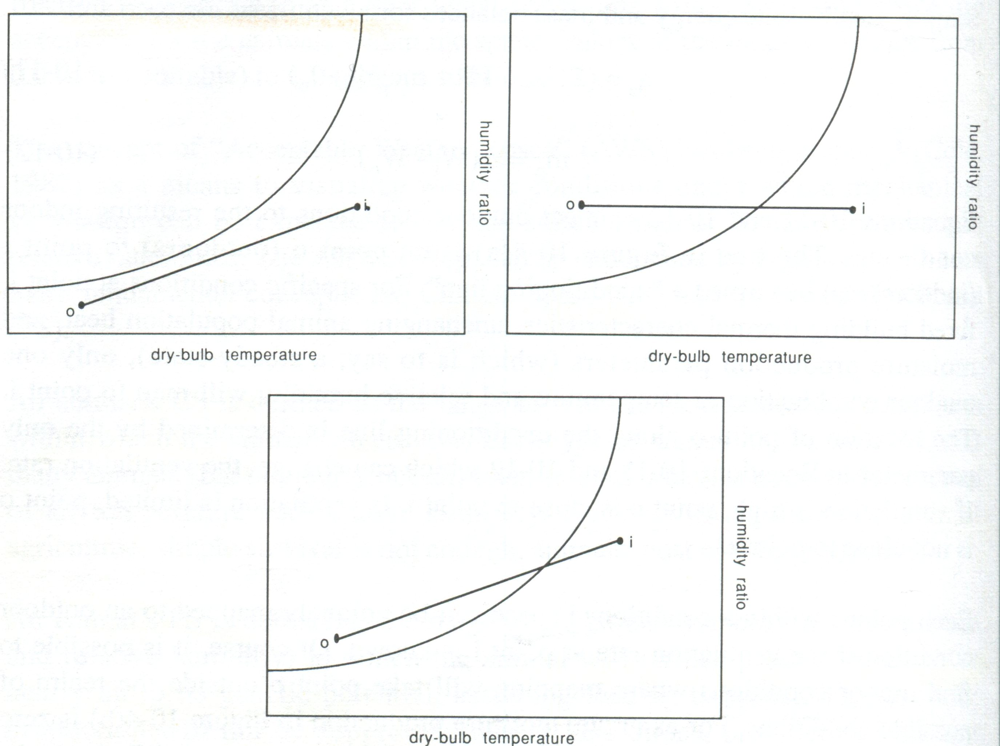 humidity ratio
o
i
dry-bulb temperature
humidity ratio
o
i
dry-bulb temperature
humidity ratio
o
i
dry-bulb temperature